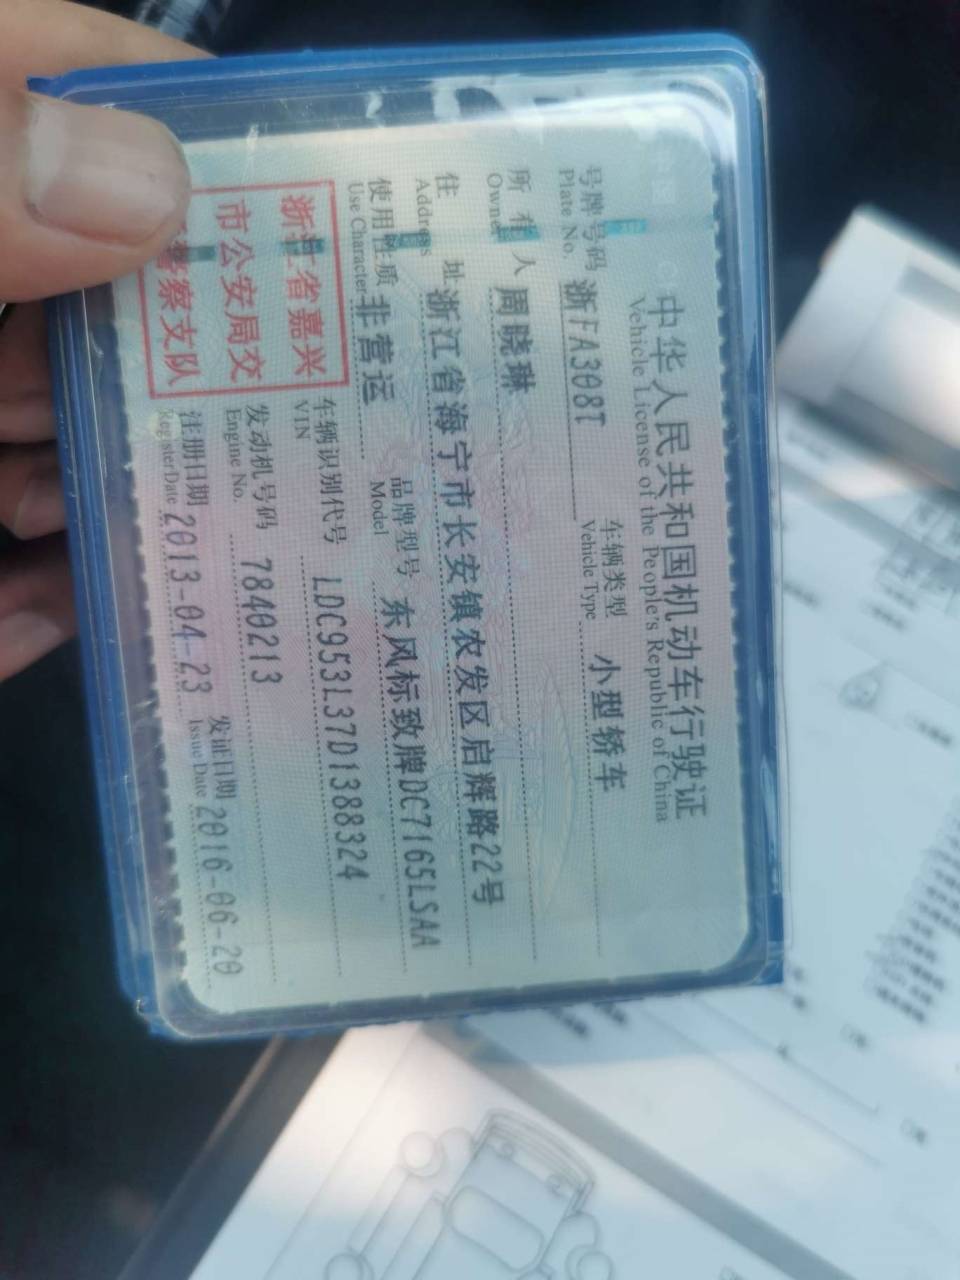 中华人民共和国机动车行驶证
Vehicle License of the People's Republic of China
号牌号码 浙FA308T 车辆类型 小型轿车
Plate No. Vehicle Type
所有人 周晓琳
Owner
住址 浙江省海宁市长安镇农发区启辉路22号
Address
使用性质 非营运 品牌型号 东风标致牌DC7165LSAA
Use Character Model
浙江省嘉兴
市公安局交
警察支队
车辆识别代号 LDC953L37D1388324
VIN
发动机号码 7840213
Engine No.
注册日期 2013-04-23 发证日期 2016-06-20
Register Date Issue Date